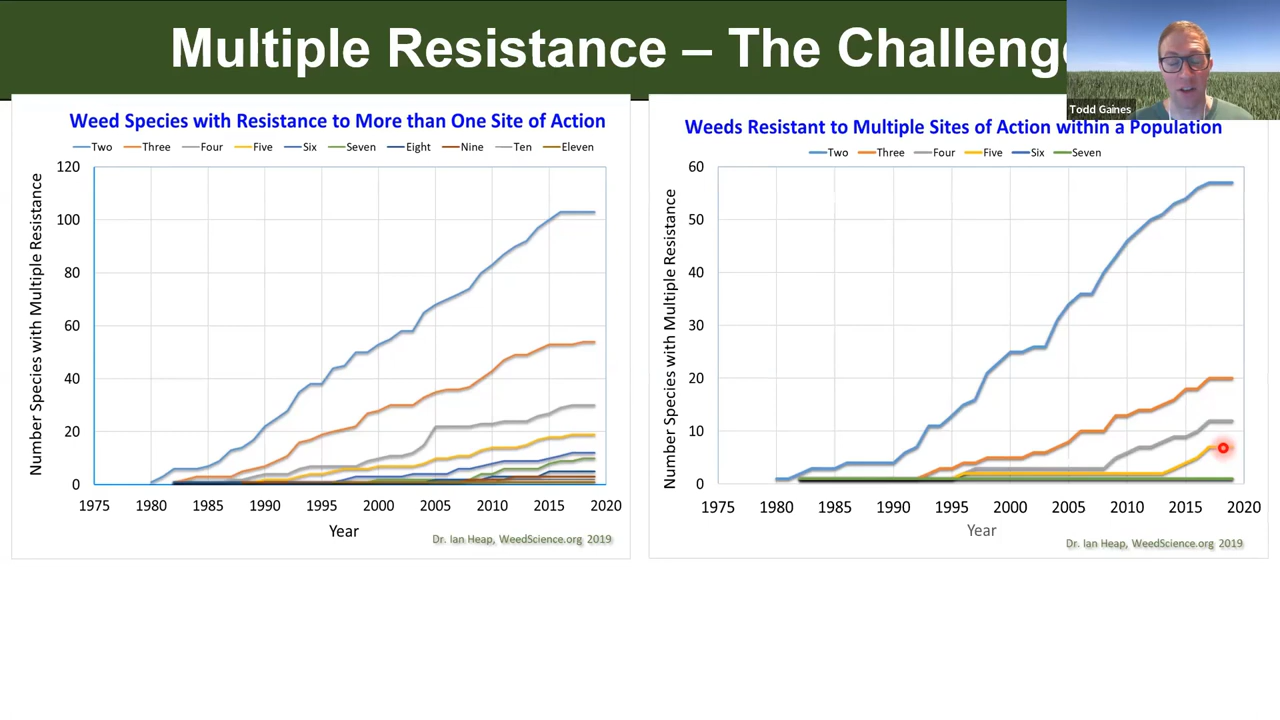 Multiple Resistance – The Challenge
Todd Gaines
Weed Species with Resistance to More than One Site of Action
Two Three Four Five Six Seven Eight Nine Ten Eleven
Number Species with Multiple Resistance
120
100
80
60
40
20
0
1975 1980 1985 1990 1995 2000 2005 2010 2015 2020
Year
Dr. Ian Heap, WeedScience.org 2019
Weeds Resistant to Multiple Sites of Action within a Population
Two Three Four Five Six Seven
Number Species with Multiple Resistance
60
50
40
30
20
10
0
1975 1980 1985 1990 1995 2000 2005 2010 2015 2020
Year
Dr. Ian Heap, WeedScience.org 2019